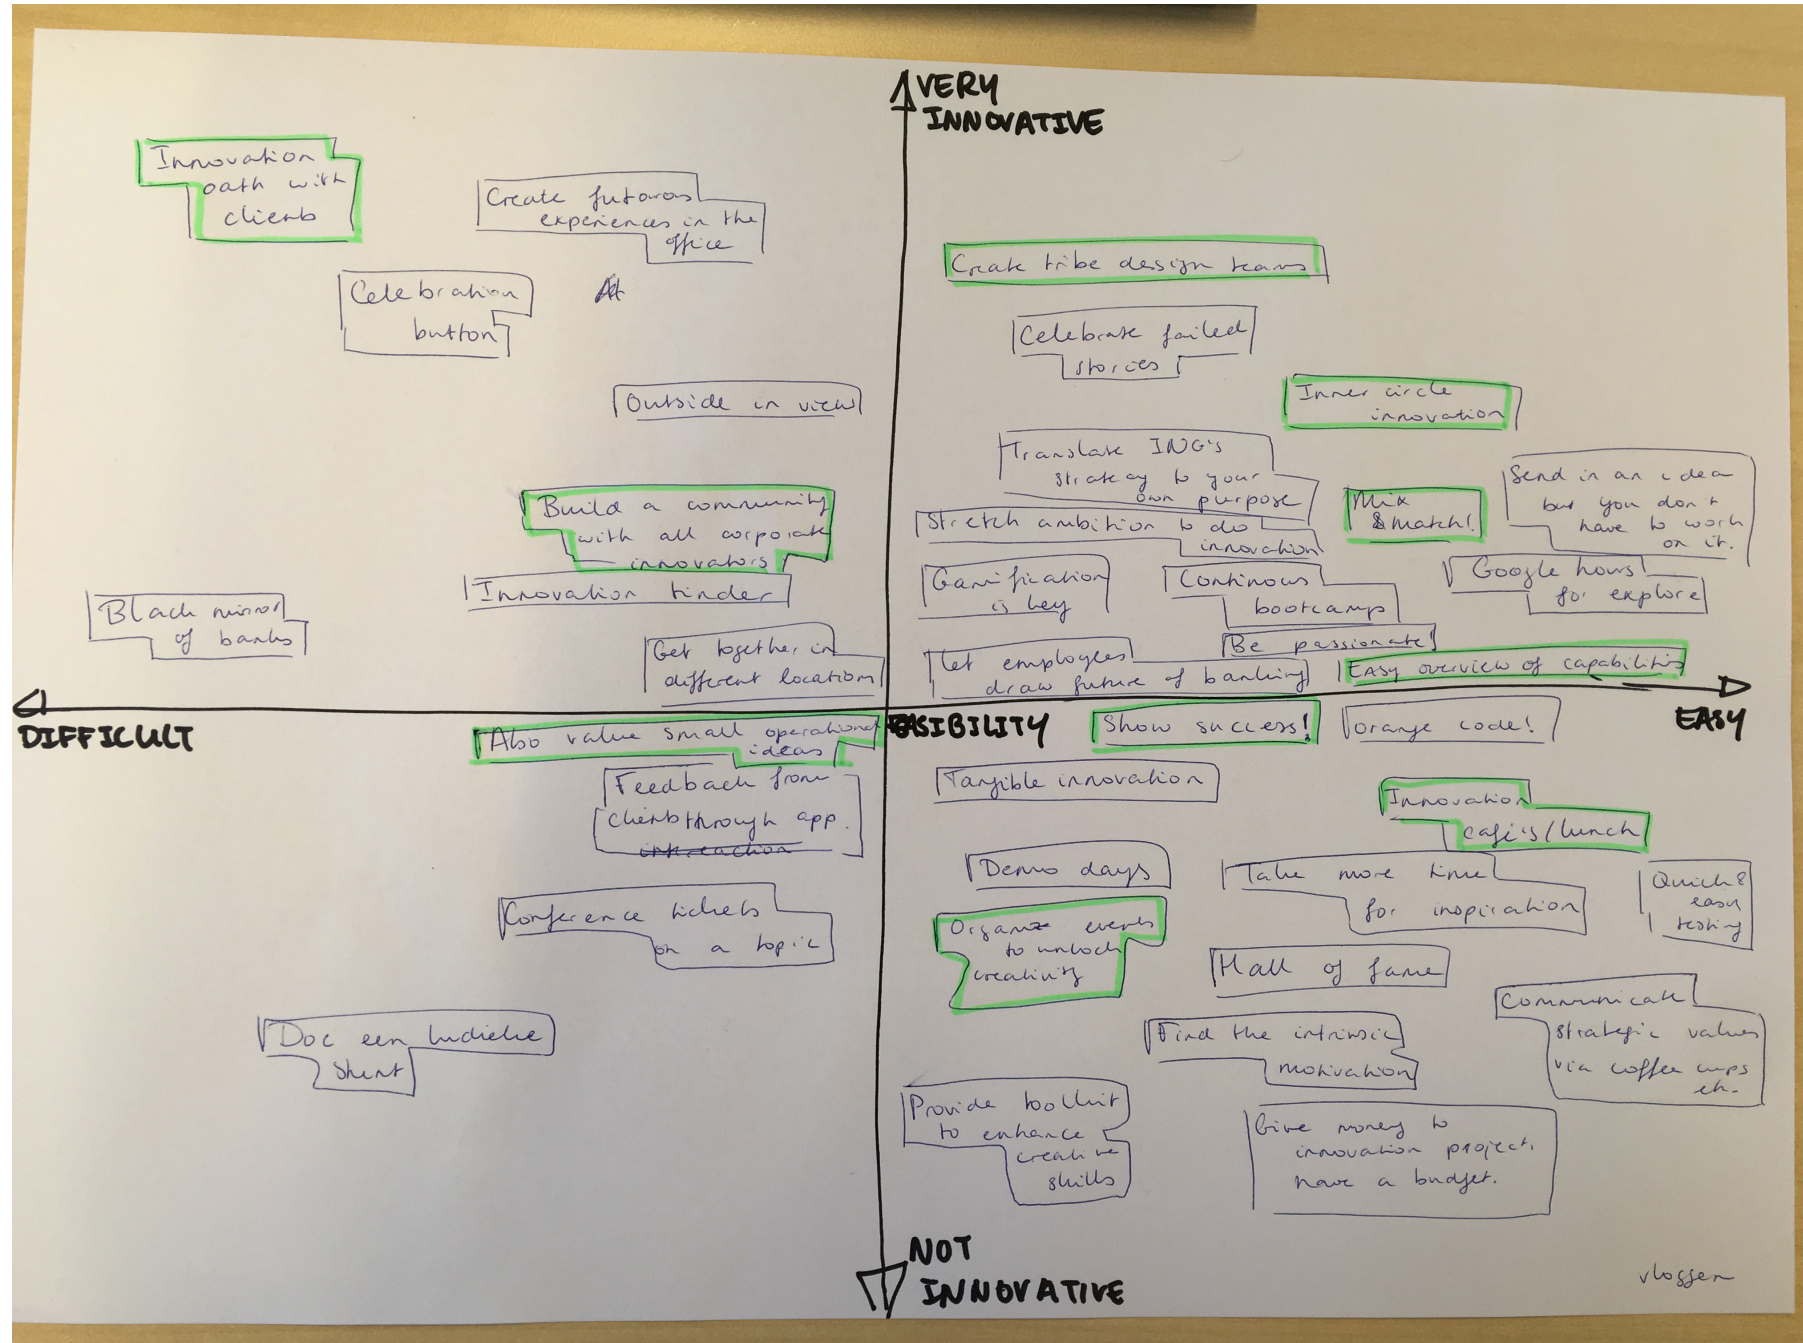 VERY
INNOVATIVE
Innovation
path with
clients
Create futuros
experiences in the
office
Celebration
button
Outside in view
Build a community
with all corporate
innovators
Innovation tinder
Black mirror
of banks
Get together in
different locations
Create tribe design teams
Celebrate failed
stories
Inner circle
innovation
Translate ING's
strategy to your
own purpose
Mix
& match!
Send in an idea
but you don't
have to work
on it.
Stretch ambition to do
innovation
Gamification
is key
Continous
bootcamps
Google hours
for explore
Be passionate!
Let employees
draw future of banking
Easy overview of capabilities
DIFFICULT
FEASIBILITY
EASY
Also value small operational
ideas
Feedback from
clients through app.
interaction
Conference tickets
on a topic
Doe een ludieke
stunt
Show success!
Orange code!
Tangible innovation
Innovation
café's/lunch
Demo days
Take more time
for inspiration
Quick &
easy
testing
Organize events
to unlock
creativity
Hall of fame
Communicate
strategic values
via coffee cups
etc.
Find the intrinsic
motivation
Provide toolkit
to enhance
creative
skills
Give money to
innovation project.
have a budget.
NOT
INNOVATIVE
vloggen